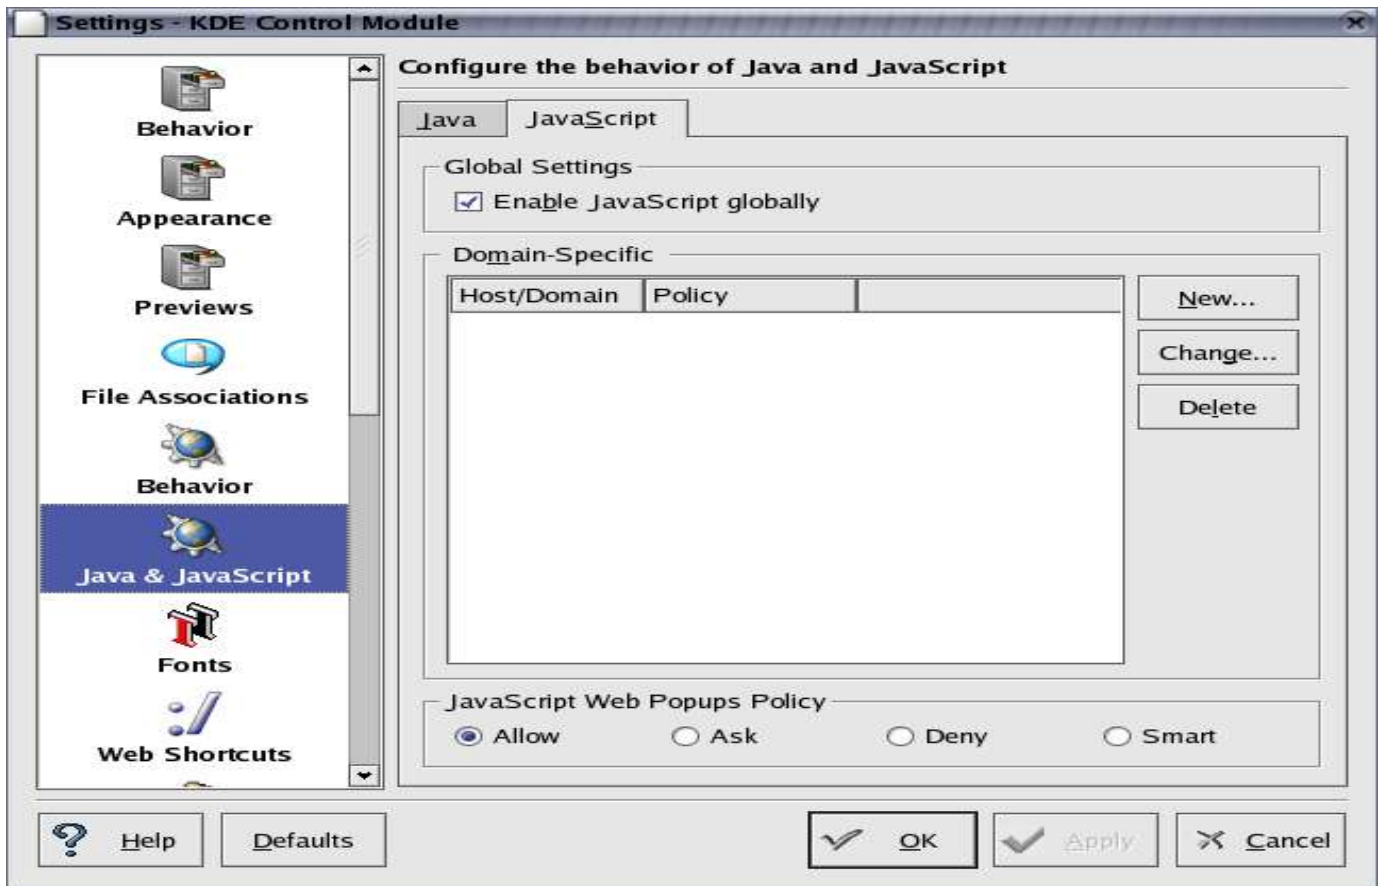 Settings - KDE Control Module
Behavior
Appearance
Previews
File Associations
Behavior
Java & JavaScript
Fonts
Web Shortcuts
Configure the behavior of Java and JavaScript
Java
JavaScript
Global Settings
Enable JavaScript globally
Domain-Specific
Host/Domain
Policy
New...
Change...
Delete
JavaScript Web Popups Policy
Allow
Ask
Deny
Smart
Help
Defaults
OK
Apply
Cancel